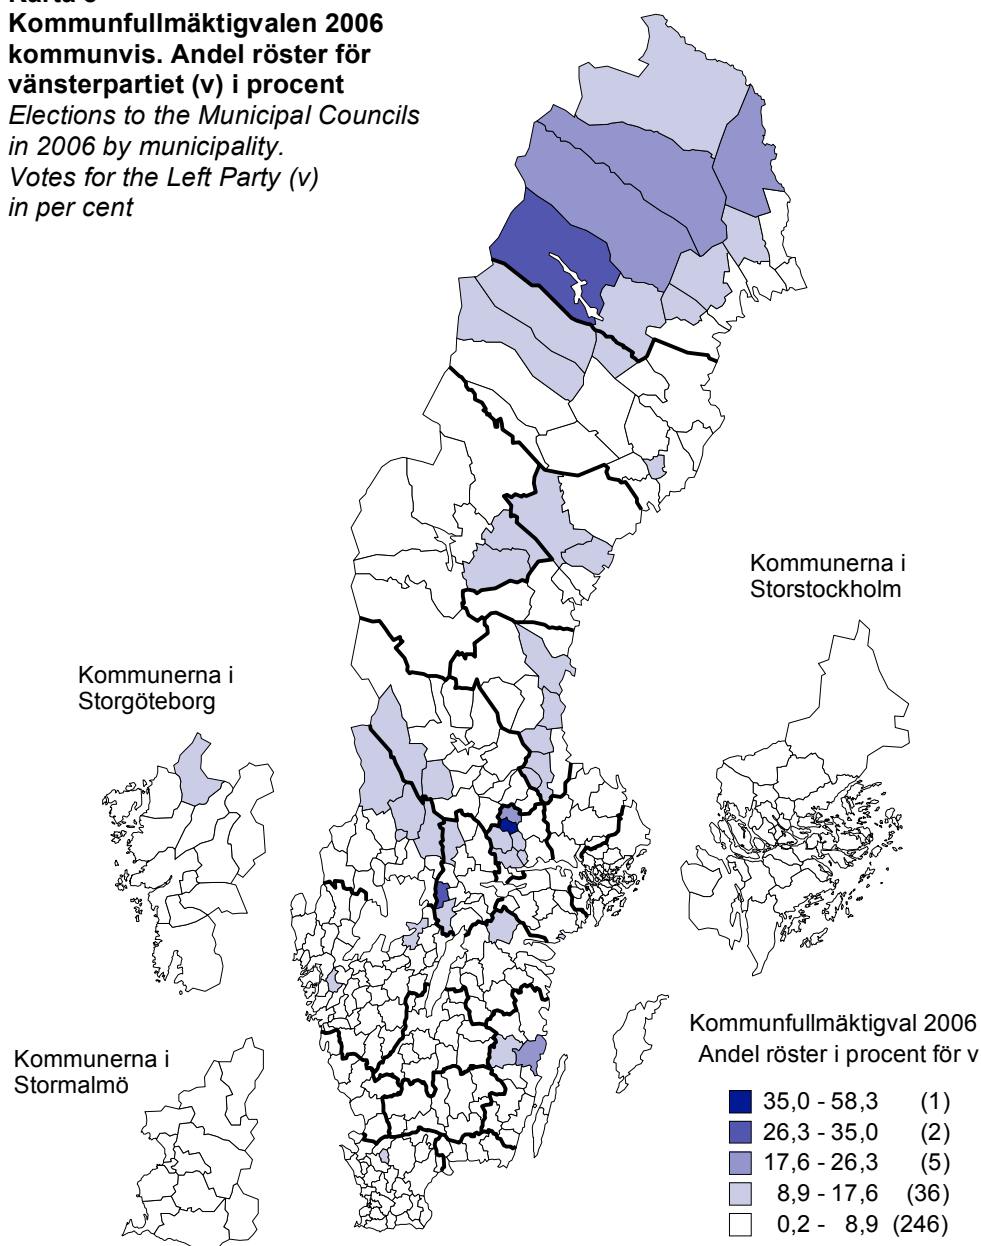 Kommunfullmäktigvalen 2006
kommunvis. Andel röster för
vänsterpartiet (v) i procent
Elections to the Municipal Councils
in 2006 by municipality.
Votes for the Left Party (v)
in per cent
Kommunerna i
Storstockholm
Kommunerna i
Storgöteborg
Kommunerna i
Stormalmö
Kommunfullmäktigval 2006
Andel röster i procent för v
35,0 - 58,3 (1)
26,3 - 35,0 (2)
17,6 - 26,3 (5)
8,9 - 17,6 (36)
0,2 - 8,9 (246)